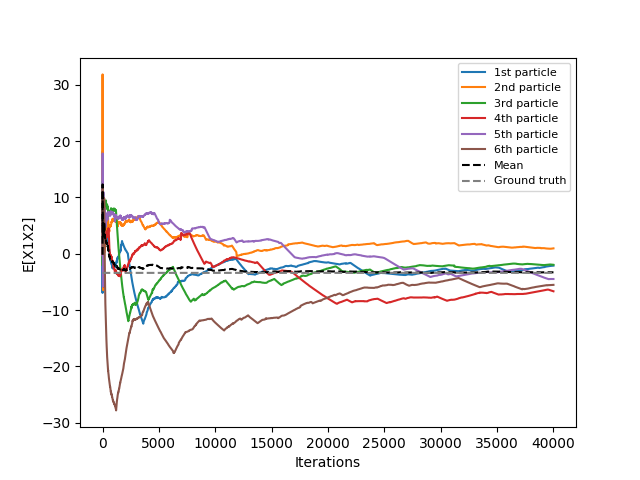 E[X1X2]
30
20
10
0
−10
−20
−30
1st particle
2nd particle
3rd particle
4th particle
5th particle
6th particle
Mean
Ground truth
0 5000 10000 15000 20000 25000 30000 35000 40000
Iterations